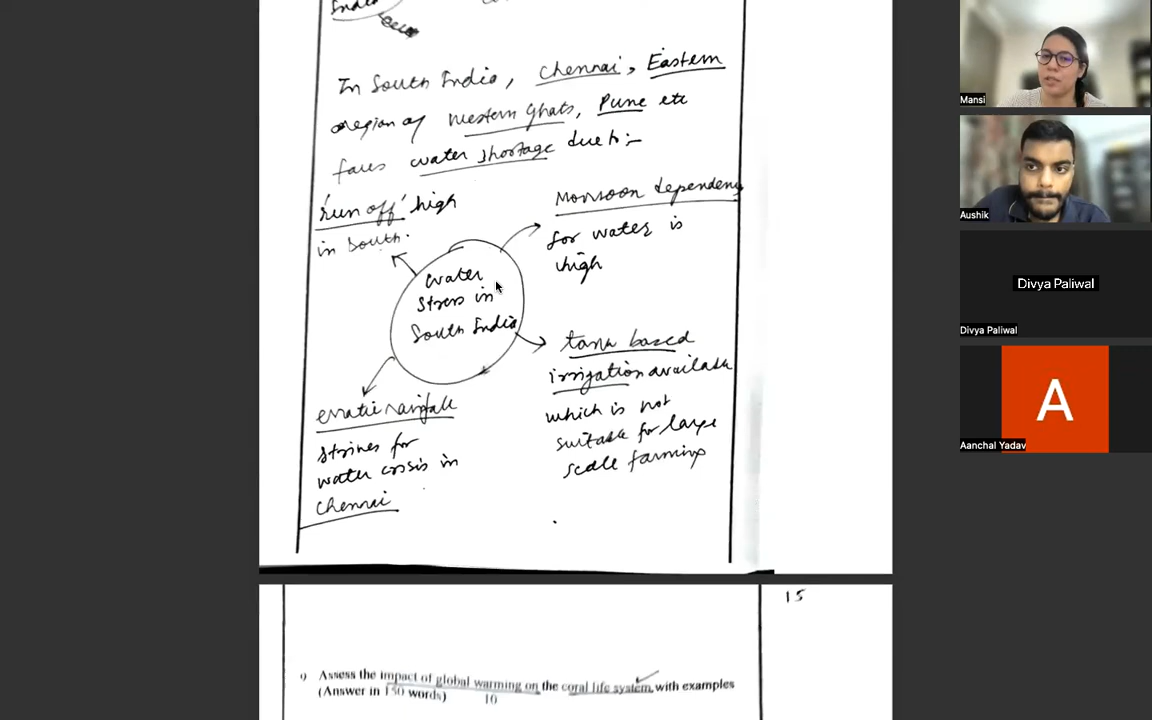 India
In South India, Chennai, Eastern
region of Western Ghats, Pune etc
faces water shortage due to:-
'run off' high
in South.
Monsoon dependency
for water is
high
water
stress in
South India
tank based
irrigation available
which is not
suitable for large
scale farming
erratic rainfall
strives for
water crisis in
Chennai
15
9) Assess the impact of global warming on the coral life system with examples
(Answer in 150 words) 10
Mansi
Aushik
Divya Paliwal
Divya Paliwal
A
Aanchal Yadav